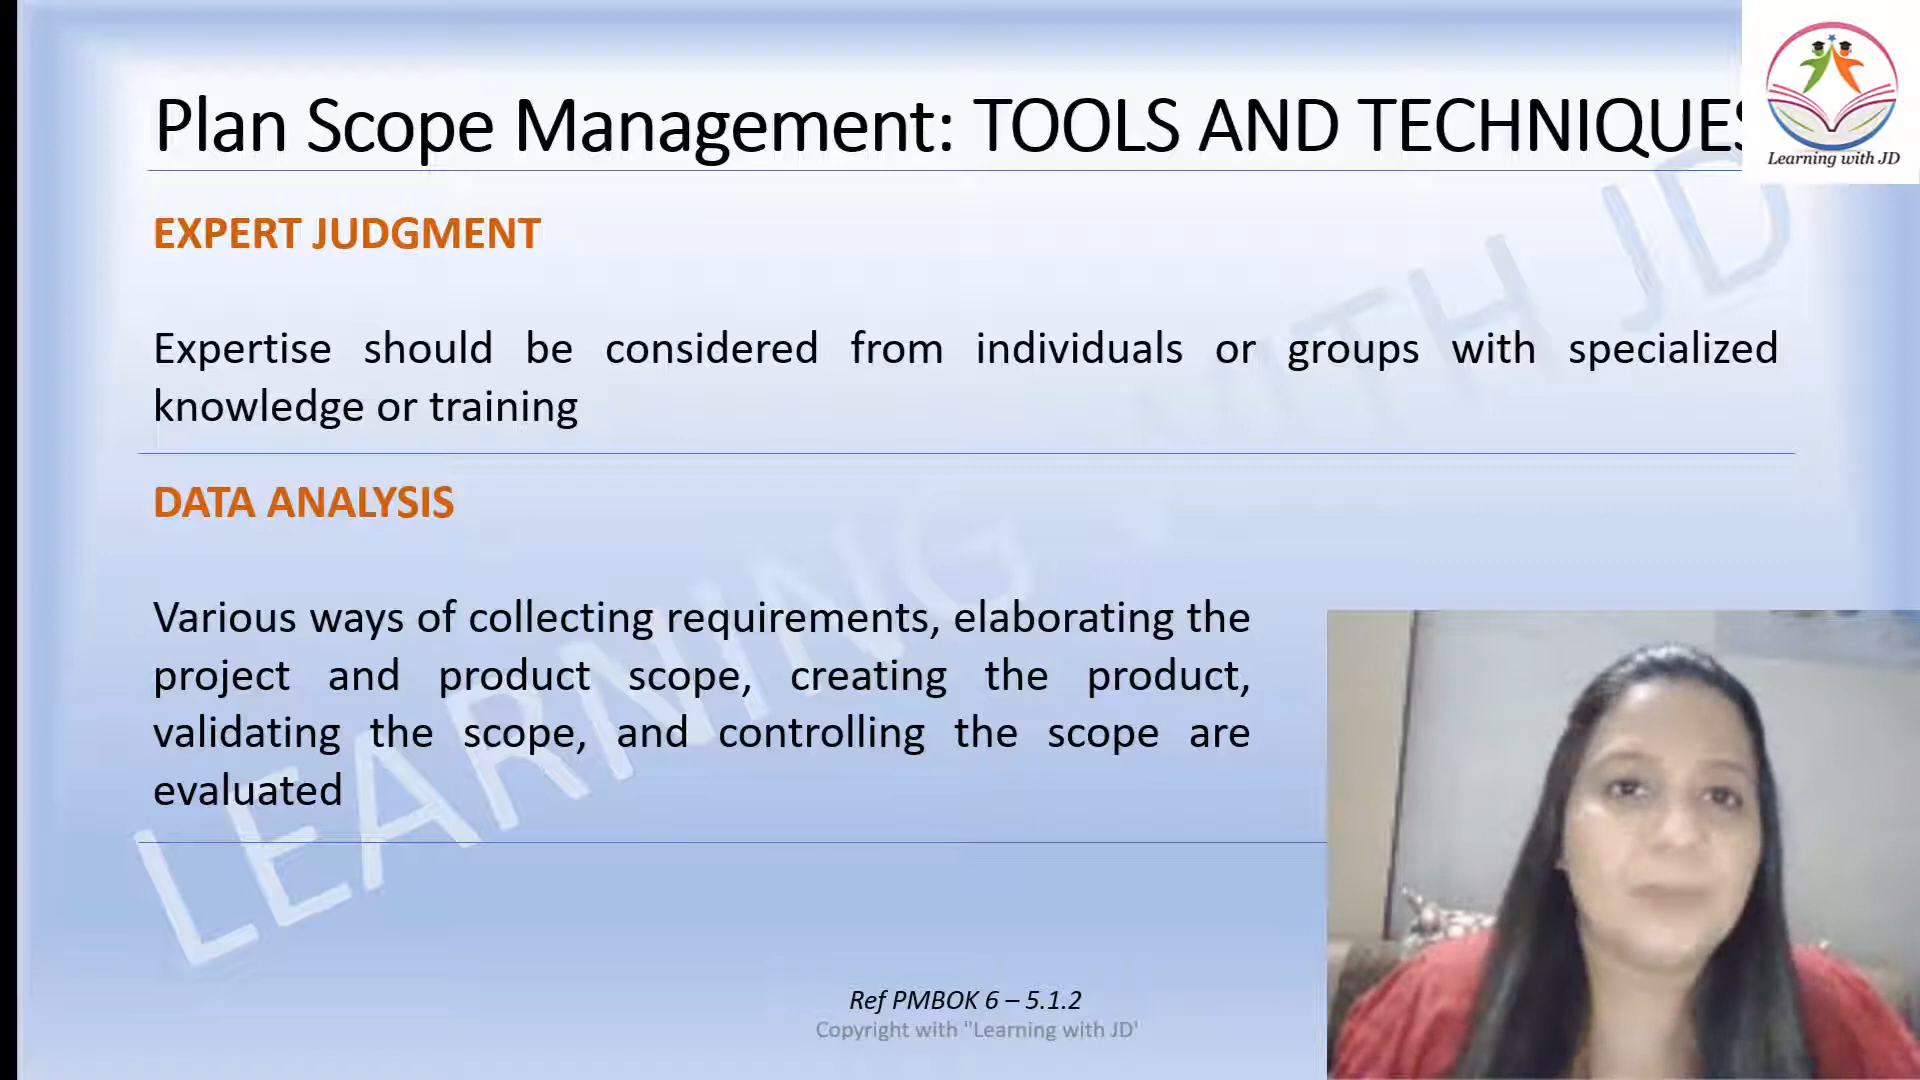 Plan Scope Management: TOOLS AND TECHNIQUES
Learning with JD
EXPERT JUDGMENT
Expertise should be considered from individuals or groups with specialized
knowledge or training
DATA ANALYSIS
Various ways of collecting requirements, elaborating the
project and product scope, creating the product,
validating the scope, and controlling the scope are
evaluated
LEARNING WITH JD
Ref PMBOK 6 – 5.1.2
Copyright with "Learning with JD'